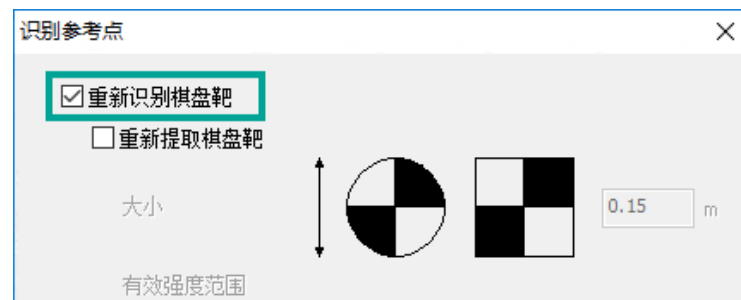 识别参考点
重新识别棋盘靶
重新提取棋盘靶
大小
0.15 m
有效强度范围